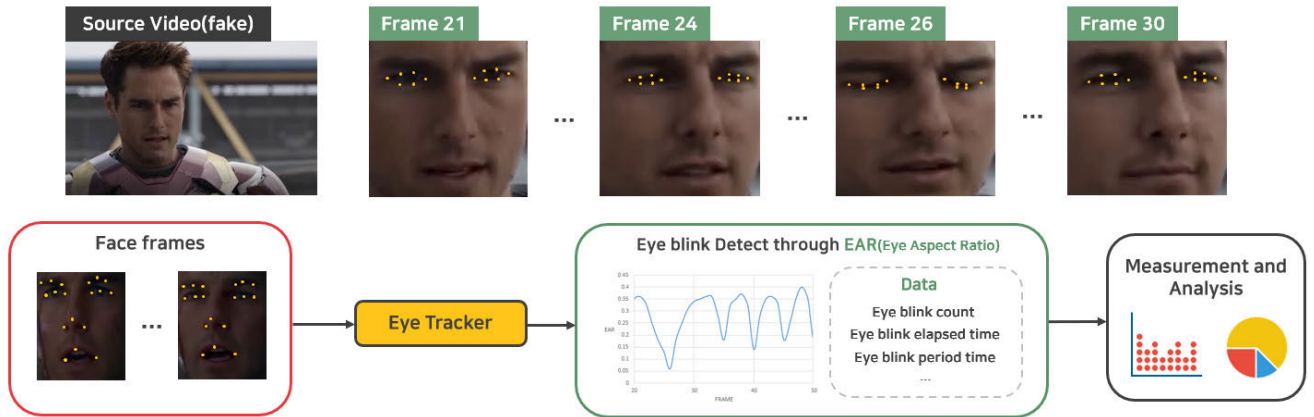 Source Video(fake)
Frame 21
Frame 24
Frame 26
Frame 30
...
...
...
Face frames
...
Eye Tracker
Eye blink Detect through EAR(Eye Aspect Ratio)
0.45
0.4
0.35
0.3
0.25
0.2
0.15
0.1
0.05
0
EAR
20
30
40
50
FRAME
Data
Eye blink count
Eye blink elapsed time
Eye blink period time
...
Measurement and
Analysis